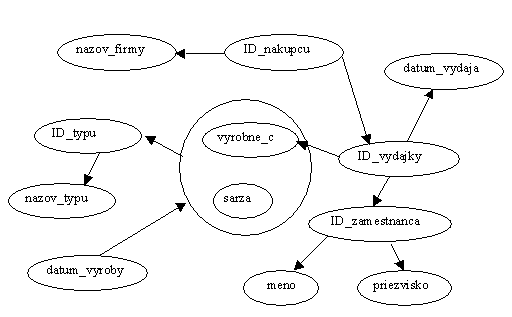 nazov_firmy
ID_nakupcu
datum_vydaja
ID_typu
vyrobne_c
ID_vydajky
nazov_typu
sarza
ID_zamestnanca
datum_vyroby
meno
priezvisko